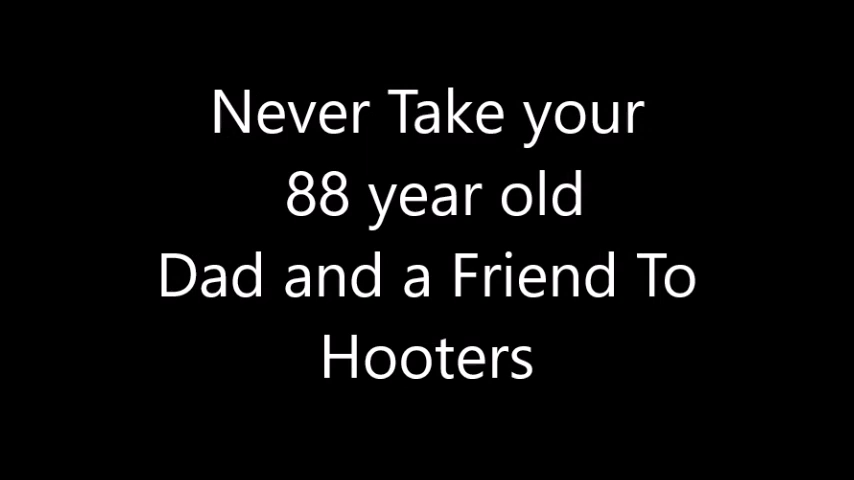 Never Take your
88 year old
Dad and a Friend To
Hooters